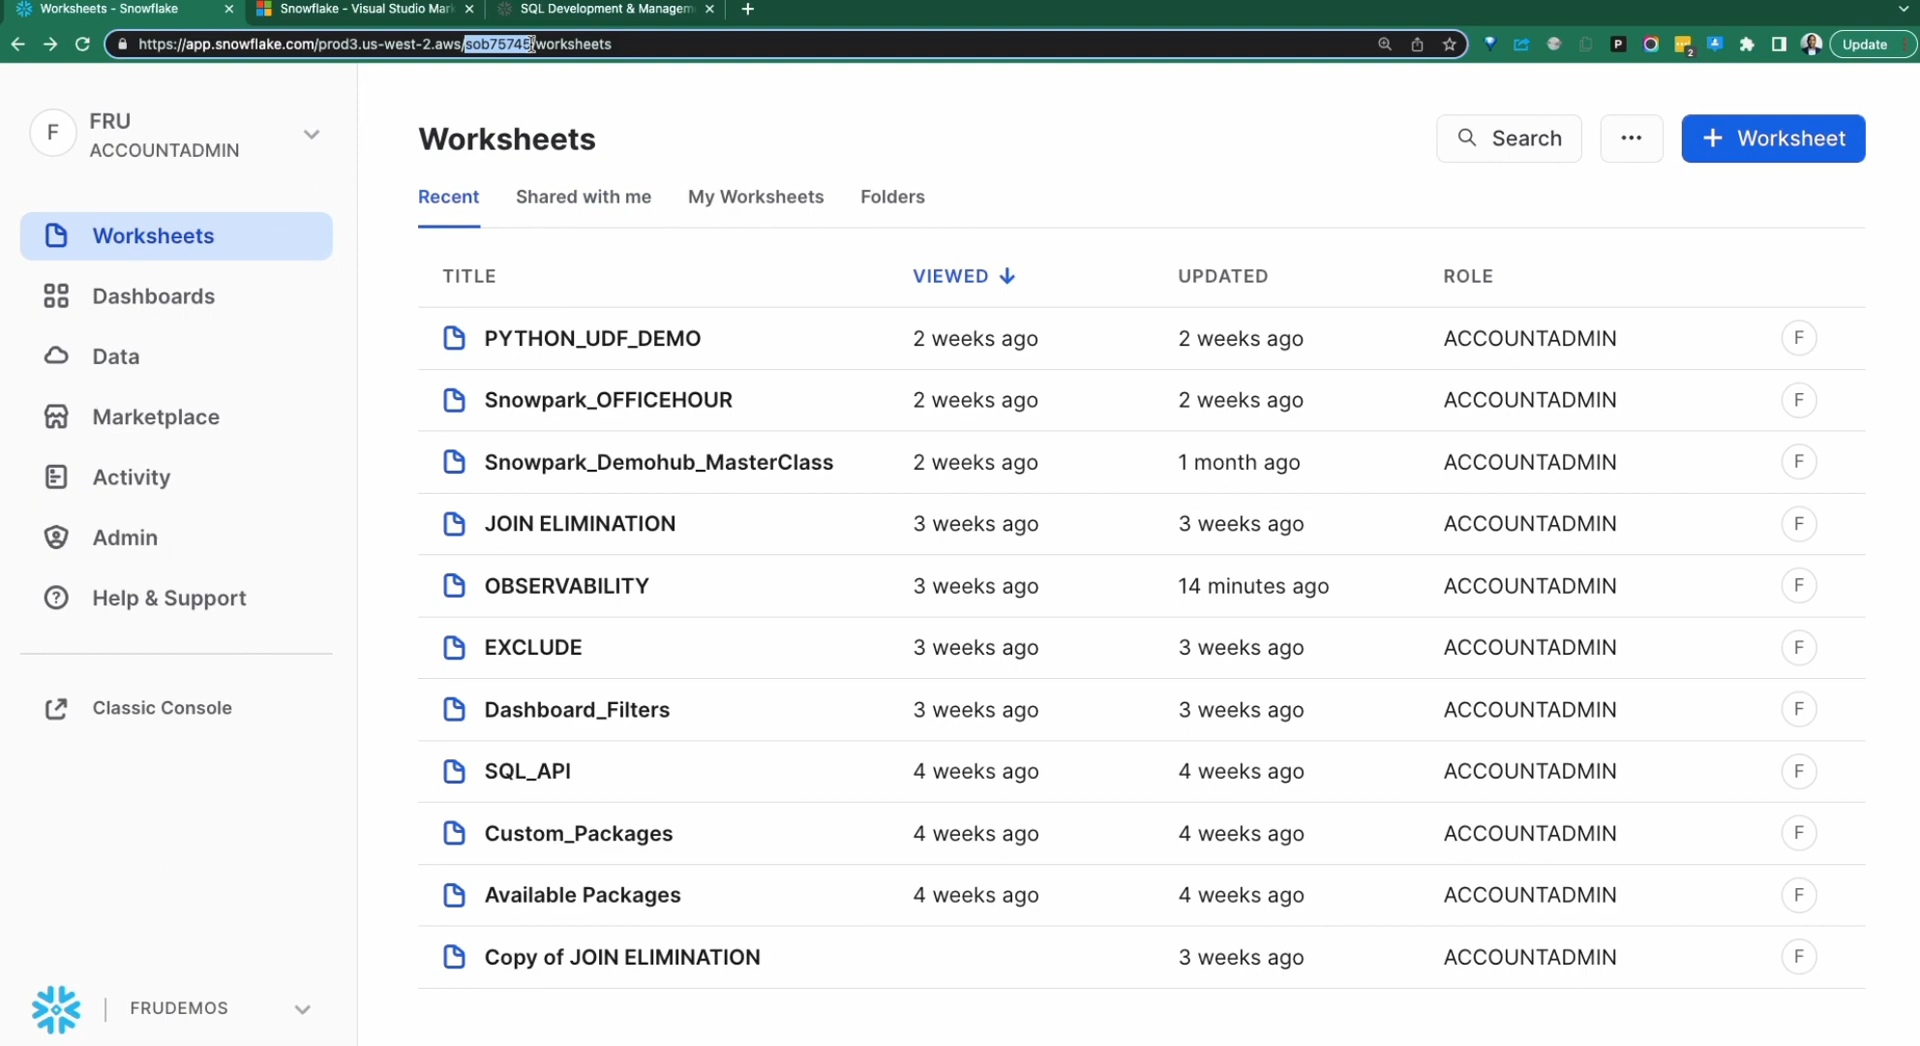 Worksheets - Snowflake
Snowflake - Visual Studio Mark
SQL Development & Managem
https://app.snowflake.com/prod3.us-west-2.aws/sob75745/worksheets
Update
2
F
FRU
ACCOUNTADMIN
Worksheets
Dashboards
Data
Marketplace
Activity
Admin
Help & Support
Classic Console
FRUDEMOS
Worksheets
Search
+ Worksheet
Recent Shared with me My Worksheets Folders
TITLE VIEWED UPDATED ROLE
PYTHON_UDF_DEMO 2 weeks ago 2 weeks ago ACCOUNTADMIN F
Snowpark_OFFICEHOUR 2 weeks ago 2 weeks ago ACCOUNTADMIN F
Snowpark_Demohub_MasterClass 2 weeks ago 1 month ago ACCOUNTADMIN F
JOIN ELIMINATION 3 weeks ago 3 weeks ago ACCOUNTADMIN F
OBSERVABILITY 3 weeks ago 14 minutes ago ACCOUNTADMIN F
EXCLUDE 3 weeks ago 3 weeks ago ACCOUNTADMIN F
Dashboard_Filters 3 weeks ago 3 weeks ago ACCOUNTADMIN F
SQL_API 4 weeks ago 4 weeks ago ACCOUNTADMIN F
Custom_Packages 4 weeks ago 4 weeks ago ACCOUNTADMIN F
Available Packages 4 weeks ago 4 weeks ago ACCOUNTADMIN F
Copy of JOIN ELIMINATION 3 weeks ago ACCOUNTADMIN F